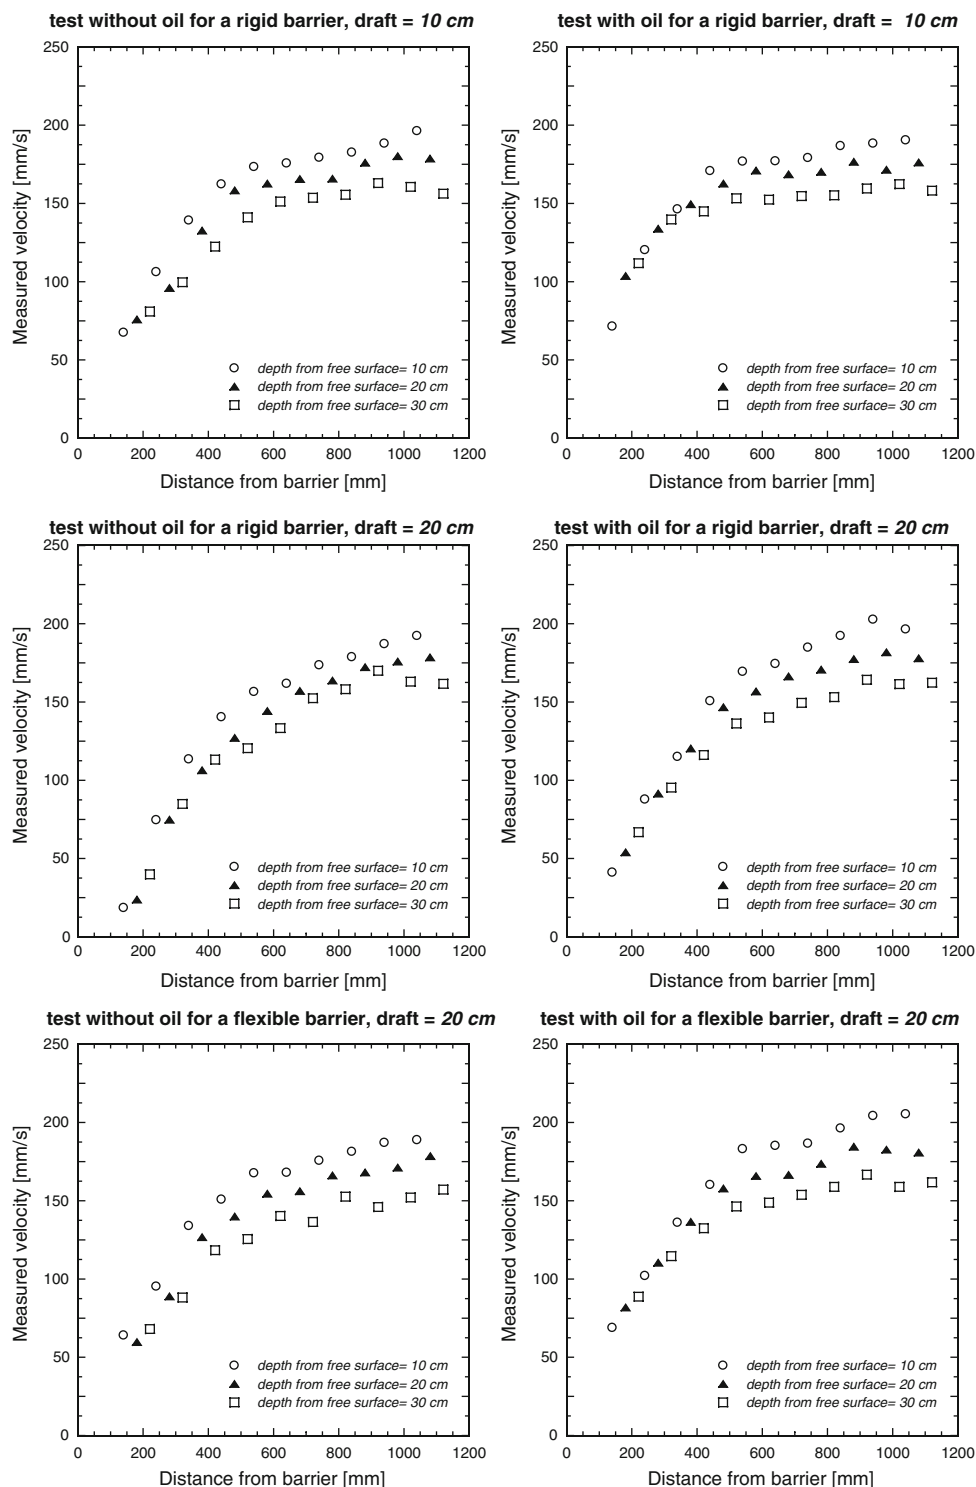 test without oil for a rigid barrier, draft = 10 cm
250
200
150
100
50
0
Measured velocity [mm/s]
depth from free surface= 10 cm
depth from free surface= 20 cm
depth from free surface= 30 cm
0 200 400 600 800 1000 1200
Distance from barrier [mm]
test with oil for a rigid barrier, draft = 10 cm
250
200
150
100
50
0
Measured velocity [mm/s]
depth from free surface= 10 cm
depth from free surface= 20 cm
depth from free surface= 30 cm
0 200 400 600 800 1000 1200
Distance from barrier [mm]
test without oil for a rigid barrier, draft = 20 cm
250
200
150
100
50
0
Measured velocity [mm/s]
depth from free surface= 10 cm
depth from free surface= 20 cm
depth from free surface= 30 cm
0 200 400 600 800 1000 1200
Distance from barrier [mm]
test with oil for a rigid barrier, draft = 20 cm
250
200
150
100
50
0
Measured velocity [mm/s]
depth from free surface= 10 cm
depth from free surface= 20 cm
depth from free surface= 30 cm
0 200 400 600 800 1000 1200
Distance from barrier [mm]
test without oil for a flexible barrier, draft = 20 cm
250
200
150
100
50
0
Measured velocity [mm/s]
depth from free surface= 10 cm
depth from free surface= 20 cm
depth from free surface= 30 cm
0 200 400 600 800 1000 1200
Distance from barrier [mm]
test with oil for a flexible barrier, draft = 20 cm
250
200
150
100
50
0
Measured velocity [mm/s]
depth from free surface= 10 cm
depth from free surface= 20 cm
depth from free surface= 30 cm
0 200 400 600 800 1000 1200
Distance from barrier [mm]